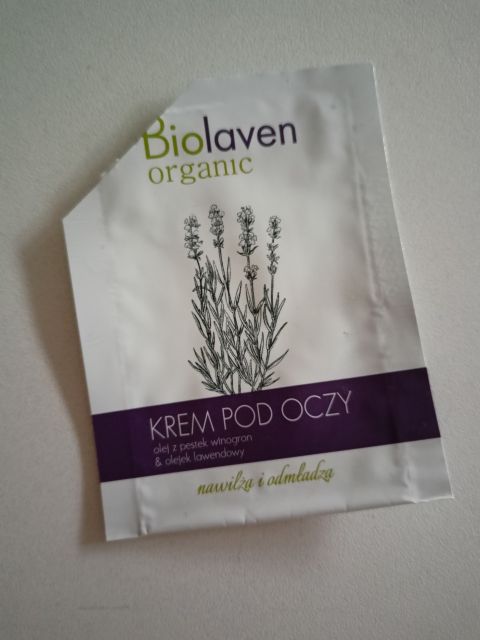 Biolaven
organic
KREM POD OCZY
olej z pestek winogron
& olejek lawendowy
nawilża i odmładza